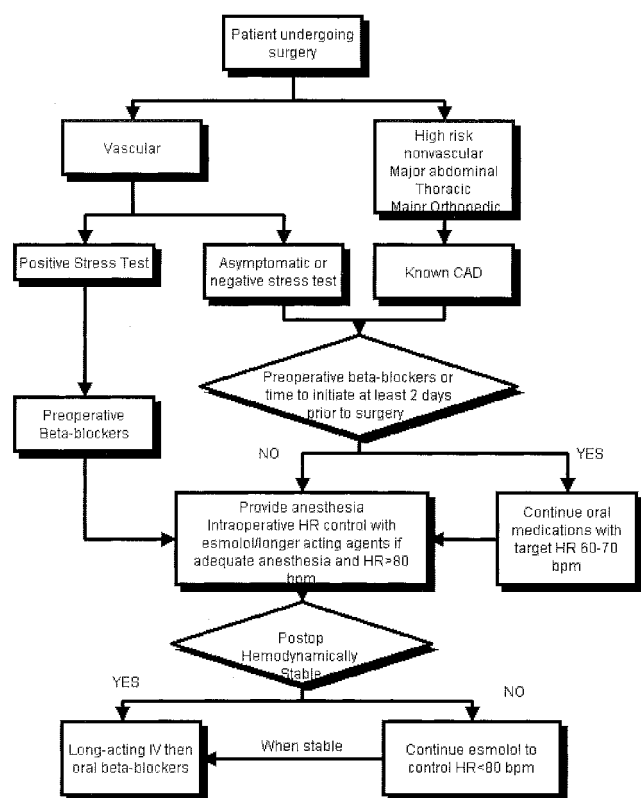 Patient undergoing
surgery
Vascular
High risk
nonvascular
Major abdominal
Thoracic
Major Orthopedic
Positive Stress Test
Asymptomatic or
negative stress test
Known CAD
Preoperative beta-blockers or
time to initiate at least 2 days
prior to surgery
Preoperative
Beta-blockers
NO
YES
Provide anesthesia
Intraoperative HR control with
esmolol/longer acting agents if
adequate anesthesia and HR>80
bpm
Continue oral
medications with
target HR 60-70
bpm
Postop
Hemodynamically
Stable
YES
NO
Long-acting IV then
oral beta-blockers
When stable
Continue esmolol to
control HR<80 bpm